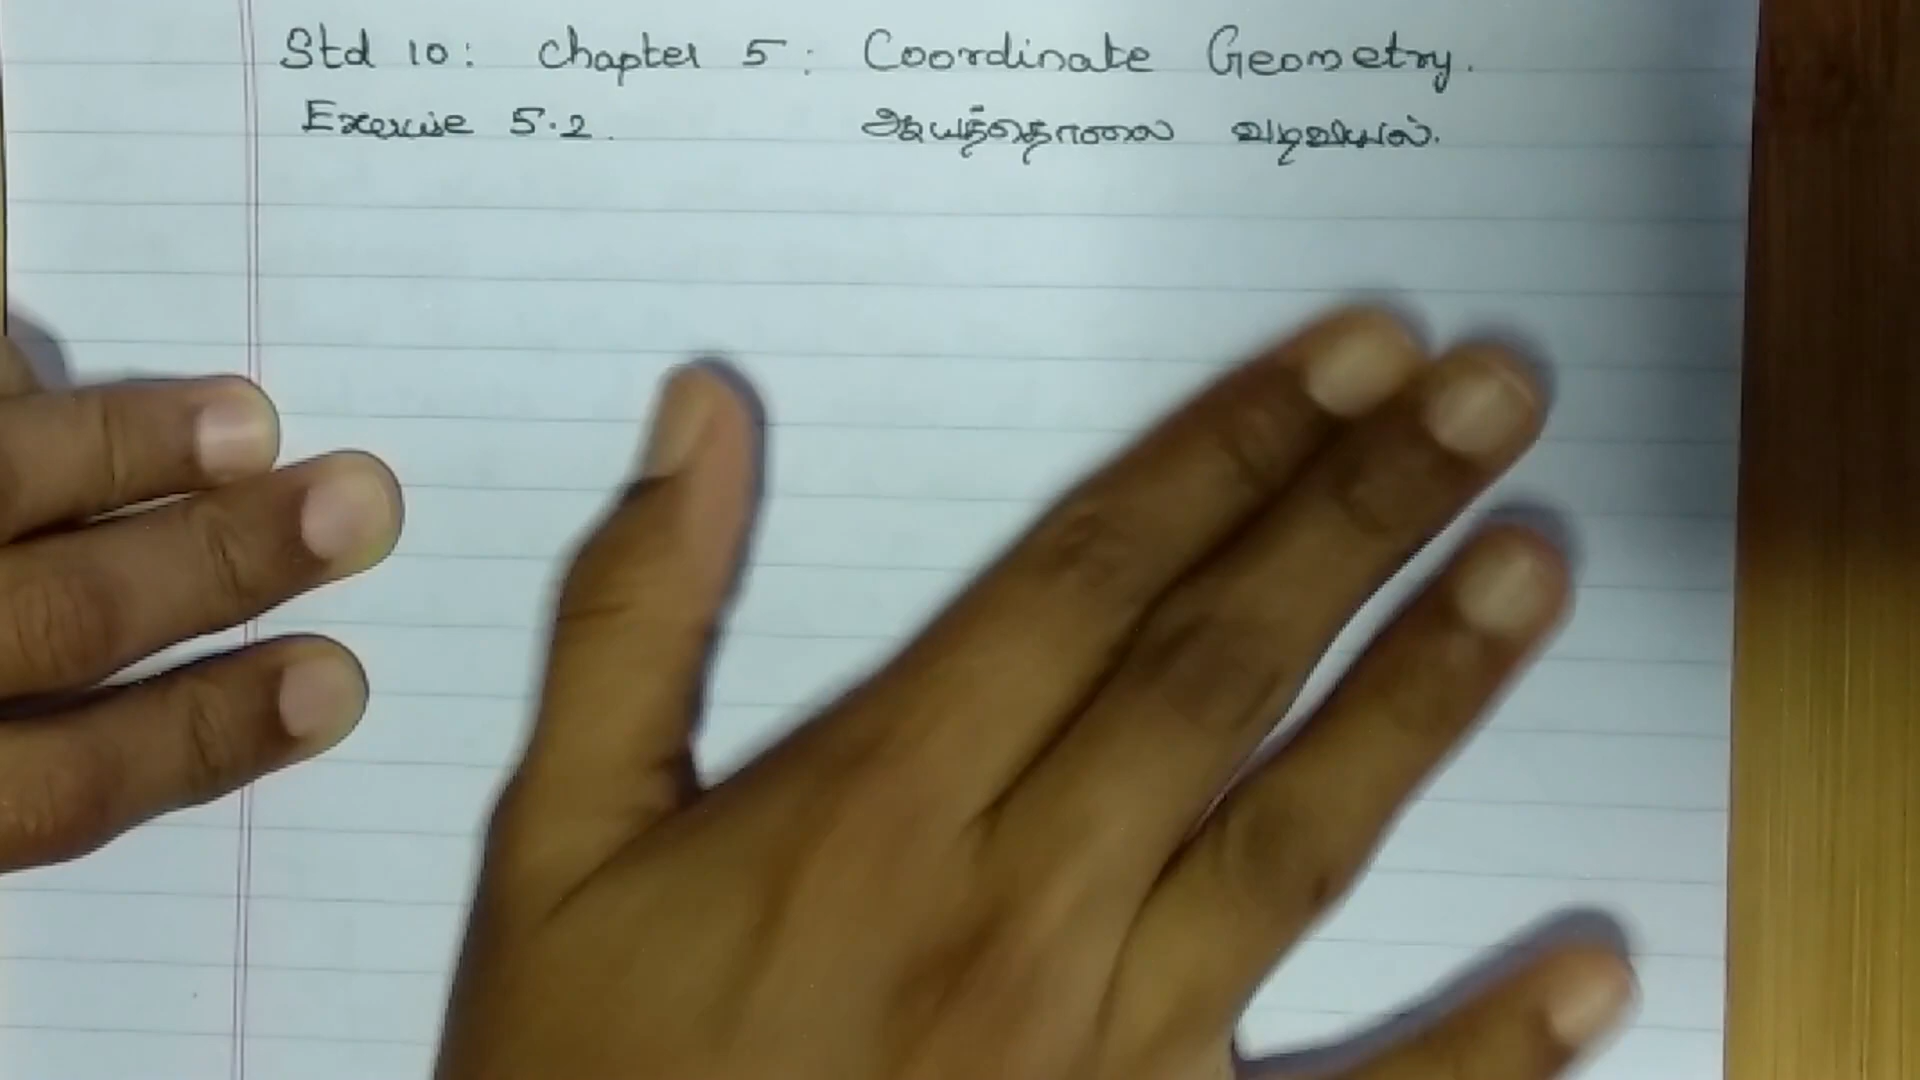 Std 10: Chapter 5: Coordinate Geometry.
Exercise 5.2. ஆயத்தொலை வடிவியல்.